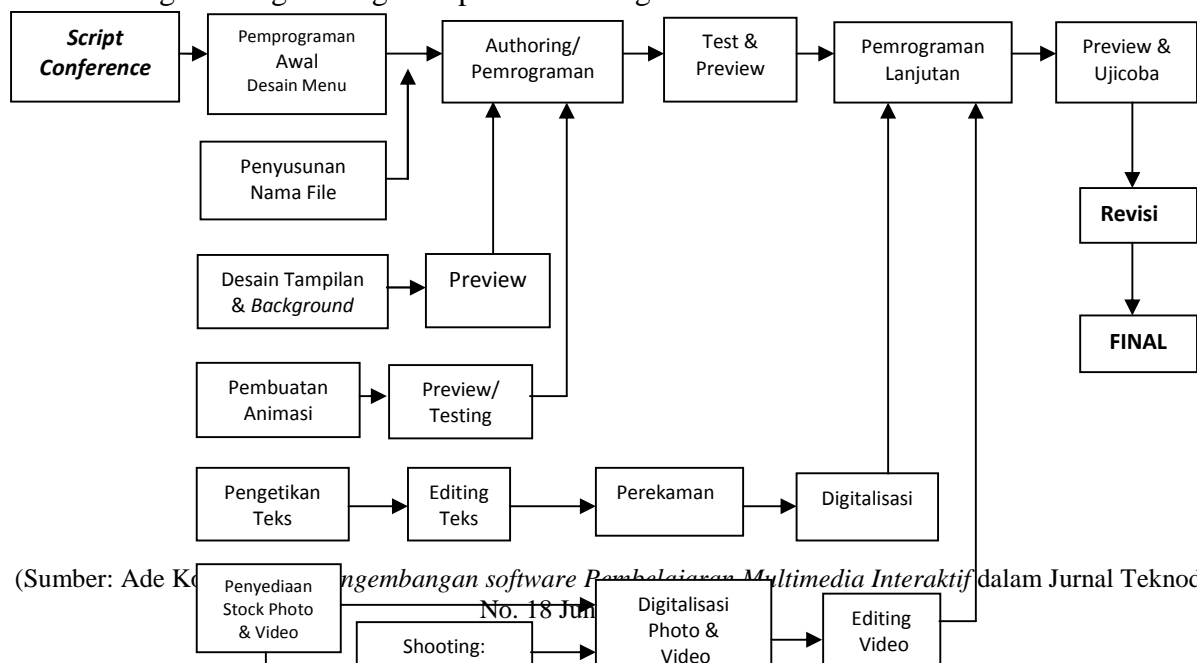 Script
Conference
Pemprograman
Awal
Desain Menu
Authoring/
Pemrograman
Test &
Preview
Pemrograman
Lanjutan
Preview &
Ujicoba
Penyusunan
Nama File
Revisi
Desain Tampilan
& Background
Preview
FINAL
Pembuatan
Animasi
Preview/
Testing
Pengetikan
Teks
Editing
Teks
Perekaman
Digitalisasi
(Sumber: Ade ngembangan software Pembelajaran Multimedia Interaktif dalam Jurnal Teknod
No. 18 Jun
Penyediaan
Stock Photo
& Video
Shooting:
Digitalisasi
Photo &
Video
Editing
Video